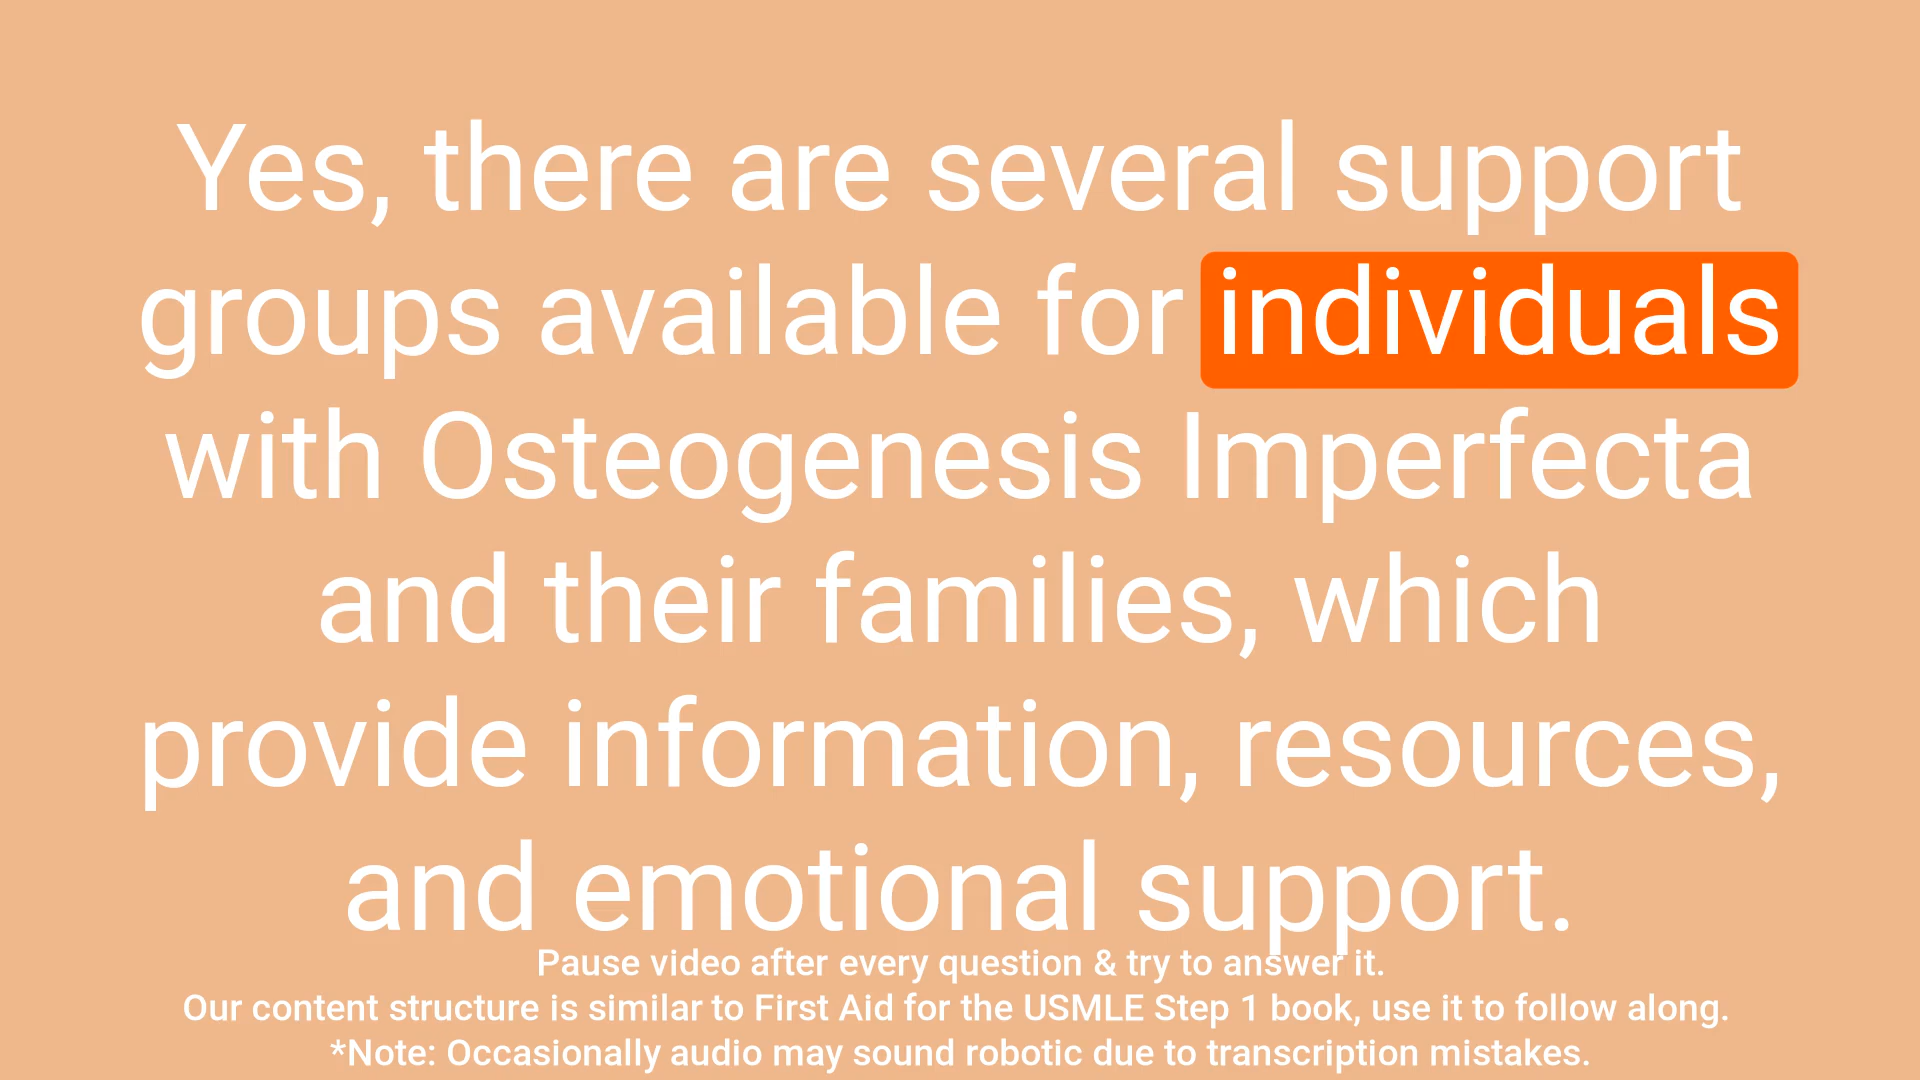 Yes, there are several support
groups available for individuals
with Osteogenesis Imperfecta
and their families, which
provide information, resources,
and emotional support.
Pause video after every question & try to answer it.
Our content structure is similar to First Aid for the USMLE Step 1 book, use it to follow along.
*Note: Occasionally audio may sound robotic due to transcription mistakes.